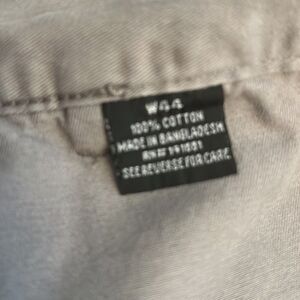 W44
100% COTTON
MADE IN BANGLADESH
RN#
SEE REVERSE FOR CARE